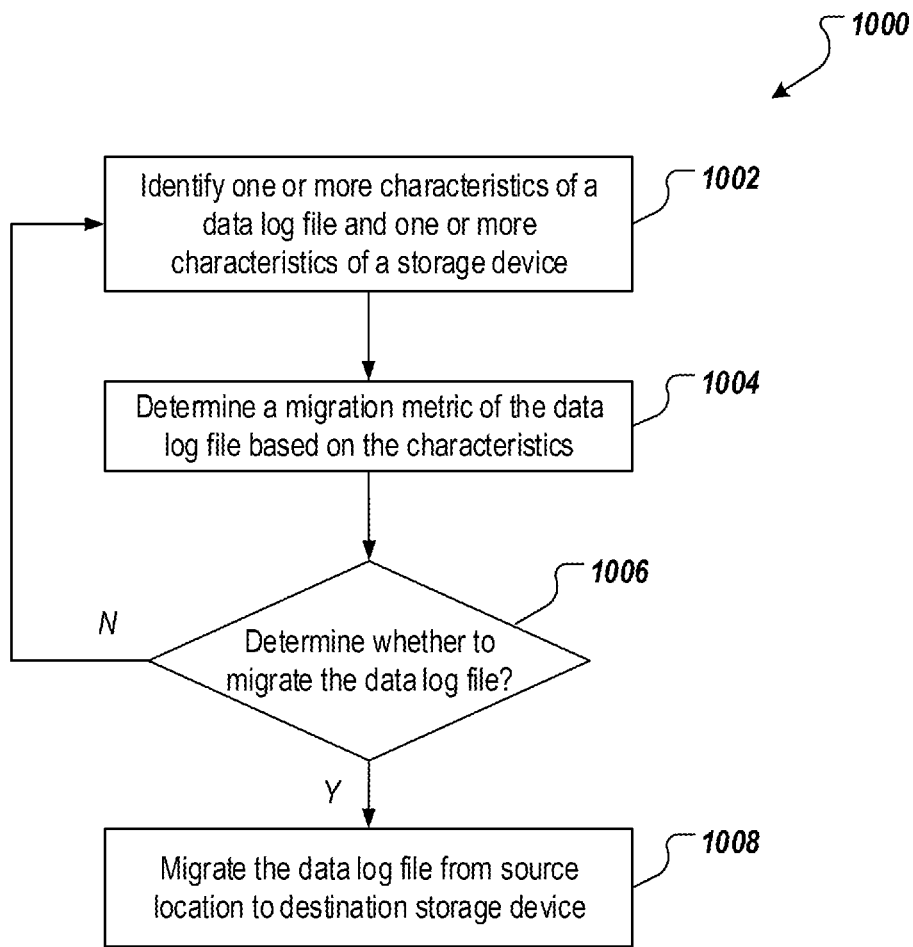 1000
Identify one or more characteristics of a
data log file and one or more
characteristics of a storage device
1002
Determine a migration metric of the data
log file based on the characteristics
1004
Determine whether to
migrate the data log file?
1006
N
Y
Migrate the data log file from source
location to destination storage device
1008